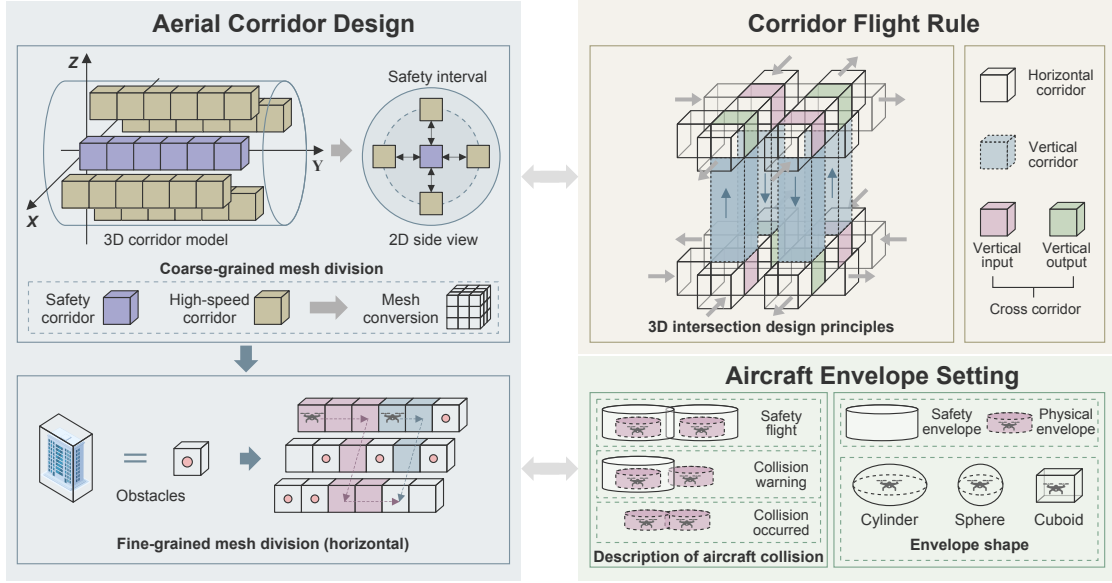 Aerial Corridor Design
Z
Y
X
3D corridor model
Safety interval
2D side view
Coarse-grained mesh division
Safety
corridor
High-speed
corridor
Mesh
conversion
Obstacles
Fine-grained mesh division (horizontal)
Corridor Flight Rule
3D intersection design principles
Horizontal
corridor
Vertical
corridor
Vertical
input
Vertical
output
Cross corridor
Aircraft Envelope Setting
Safety
flight
Collision
warning
Collision
occurred
Description of aircraft collision
Safety
envelope
Physical
envelope
Cylinder
Sphere
Cuboid
Envelope shape